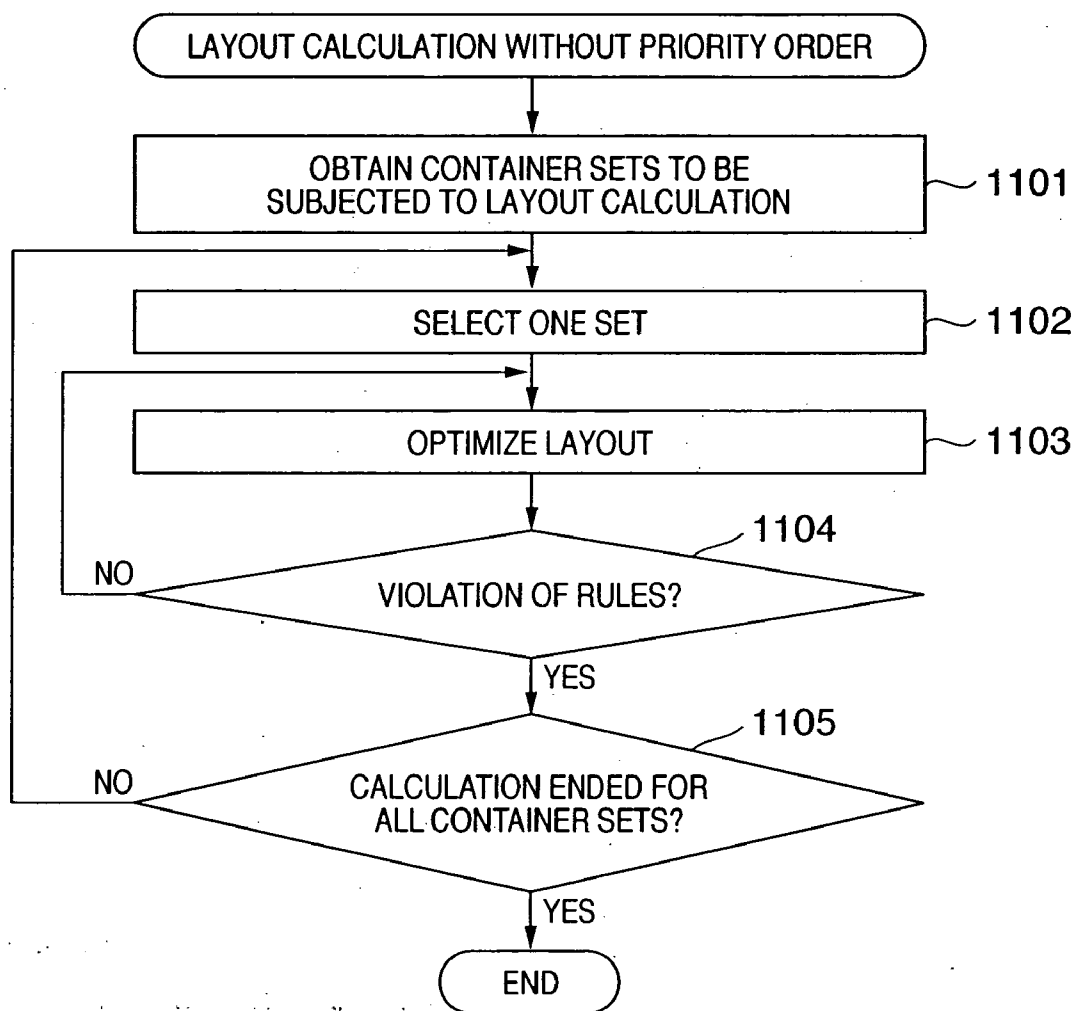 LAYOUT CALCULATION WITHOUT PRIORITY ORDER
OBTAIN CONTAINER SETS TO BE
SUBJECTED TO LAYOUT CALCULATION
1101
SELECT ONE SET
1102
OPTIMIZE LAYOUT
1103
1104
NO
VIOLATION OF RULES?
YES
1105
NO
CALCULATION ENDED FOR
ALL CONTAINER SETS?
YES
END